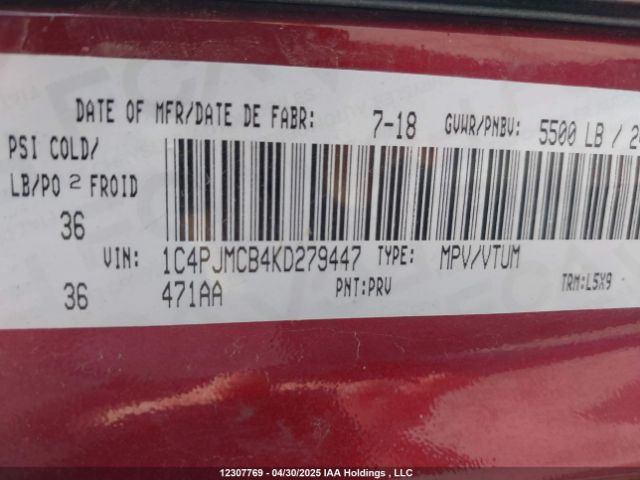 DATE OF MFR/DATE DE FABR: 7-18 GVWR/PNBV: 5500 LB / 24
PSI COLD/
LB/PO 2 FROID
36
VIN: 1C4PJMCB4KD279447 TYPE: MPV/VTUM
36 471AA PNT:PRV TRM:L5X9
12307769 - 04/30/2025 IAA Holdings , LLC